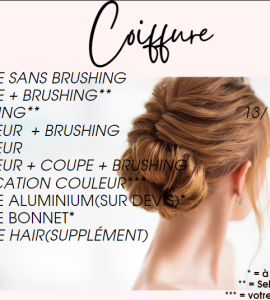 Coiffure
E SANS BRUSHING
E + BRUSHING**
ING**
13/
EUR + BRUSHING
EUR
EUR + COUPE + BRUSHING
CATION COULEUR***
E ALUMINIUM(SUR DEVIS)*
E BONNET*
E HAIR(SUPPLÉMENT)
* = à
** = Sel
*** = votre